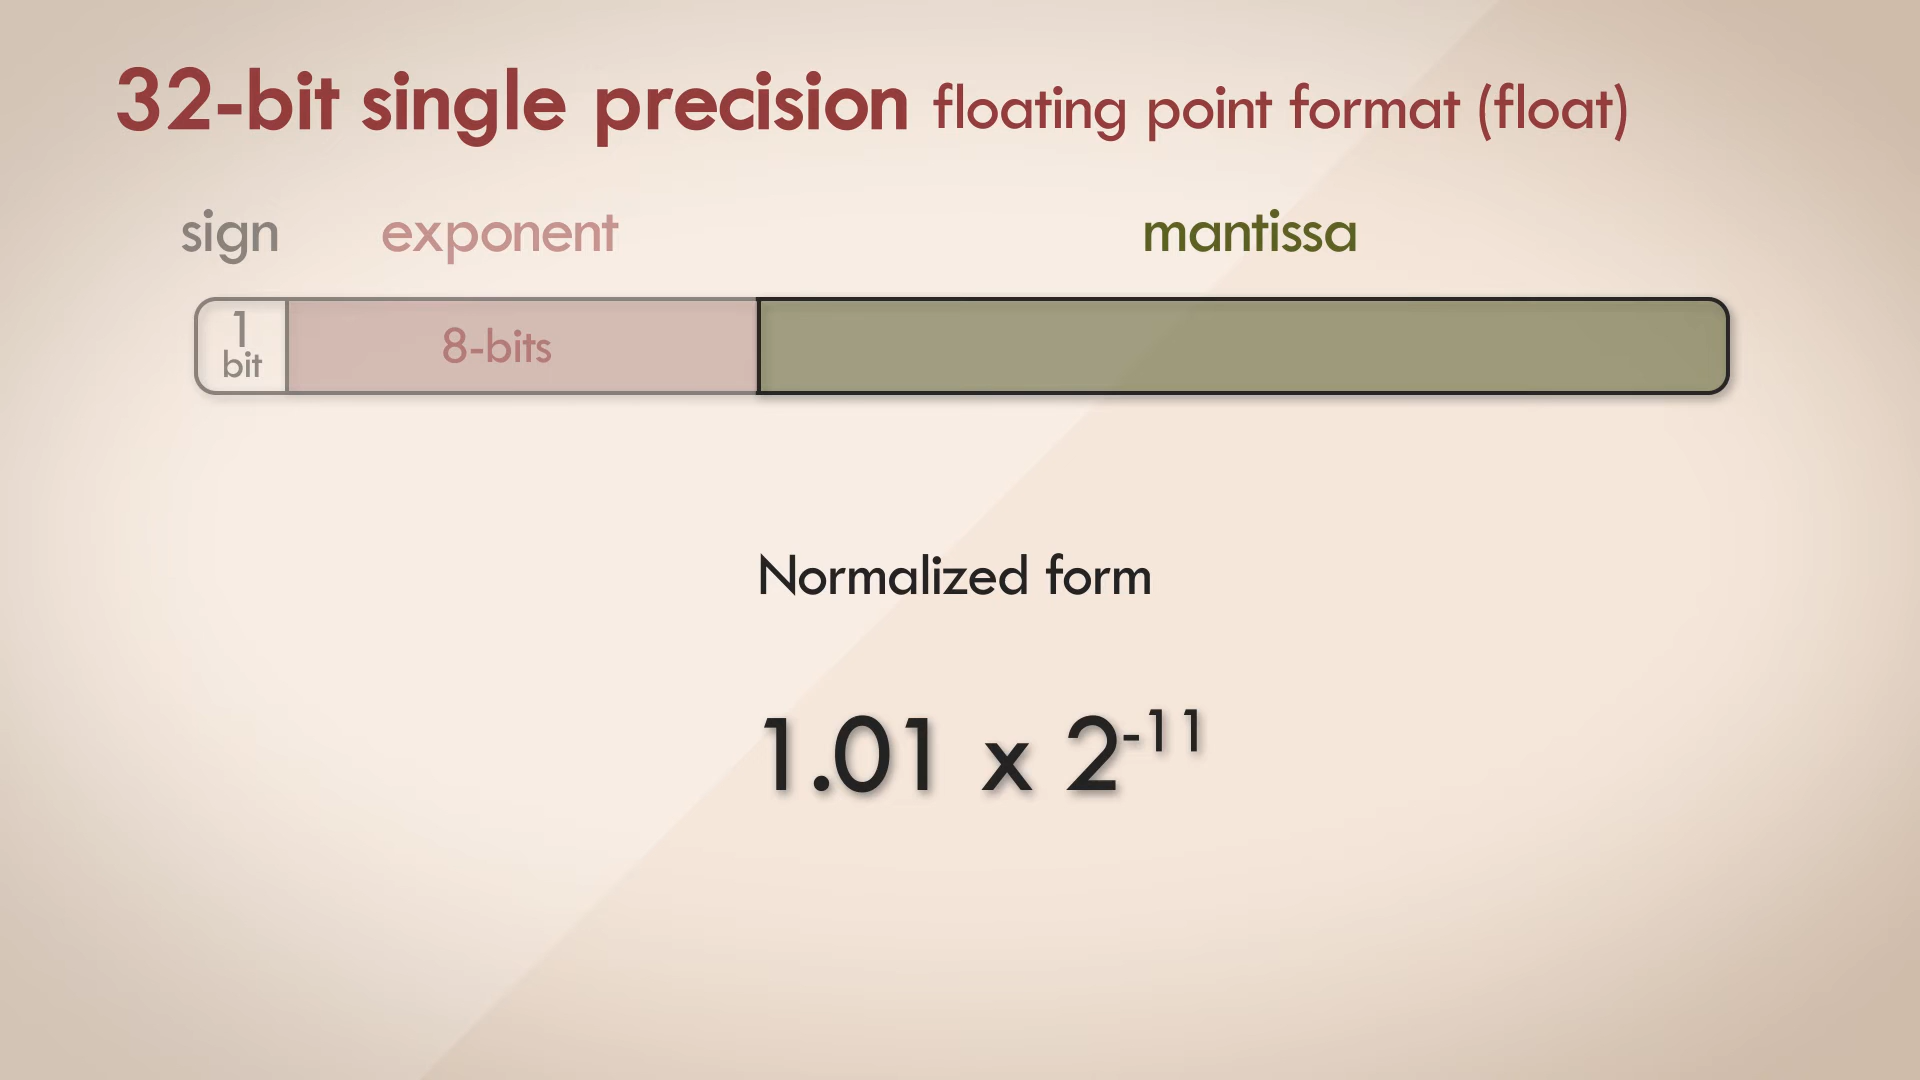 32-bit single precision floating point format (float)
sign exponent mantissa
1 bit
8-bits
Normalized form
1.01 x 2⁻¹¹